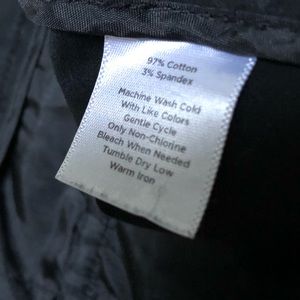 97% Cotton
3% Spandex
Machine Wash Cold
With Like Colors
Gentle Cycle
Only Non-Chlorine
Bleach When Needed
Tumble Dry Low
Warm Iron